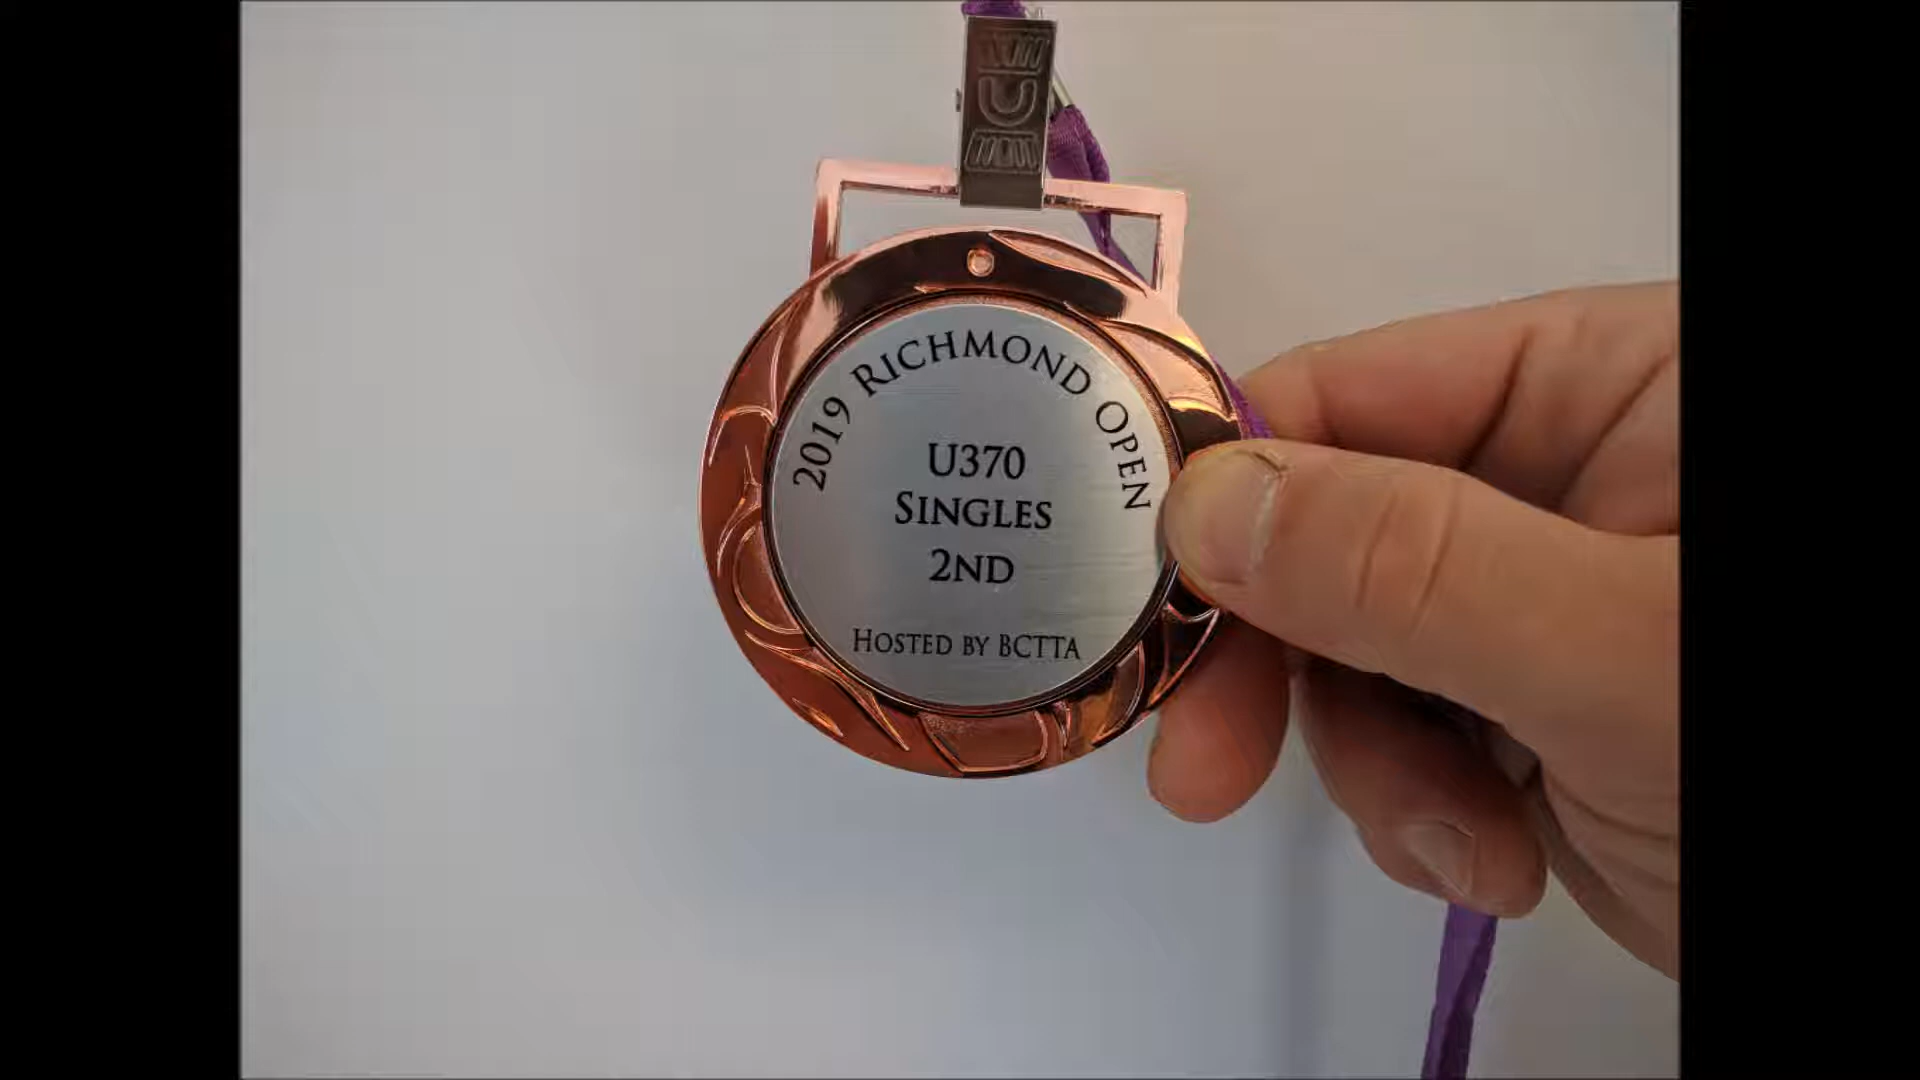 2019 RICHMOND OPEN
U370
SINGLES
2ND
HOSTED BY BCTTA